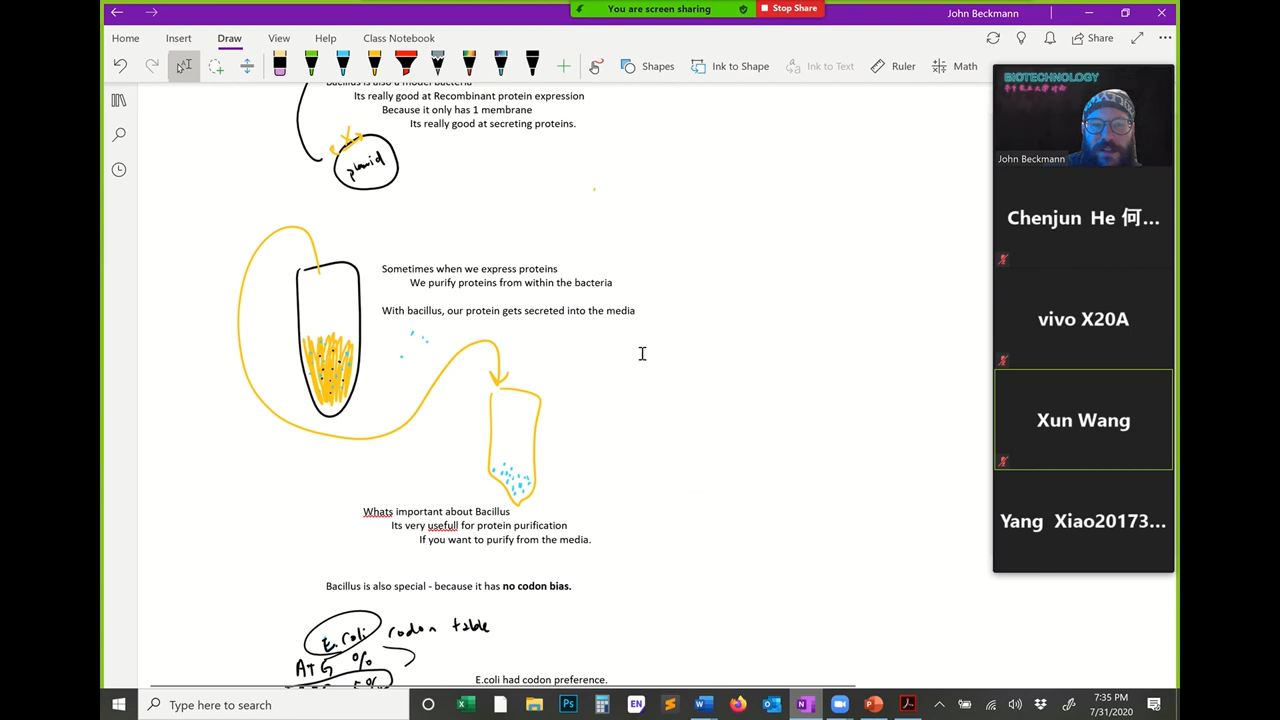 You are screen sharing
Stop Share
John Beckmann
Home
Insert
Draw
View
Help
Class Notebook
Share
Shapes
Ink to Shape
Ink to Text
Ruler
Math
Bacillus is also a model bacteria
Its really good at Recombinant protein expression
Because it only has 1 membrane
Its really good at secreting proteins.
plasmid
Sometimes when we express proteins
We purify proteins from within the bacteria
With bacillus, our protein gets secreted into the media
Whats important about Bacillus
Its very usefull for protein purification
If you want to purify from the media.
Bacillus is also special - because it has no codon bias.
E.coli codon table
ATG %
E.coli had codon preference.
BIOTECHNOLOGY
John Beckmann
Chenjun He 何...
vivo X20A
Xun Wang
Yang Xiao20173...
Type here to search
EN
7:35 PM
7/31/2020